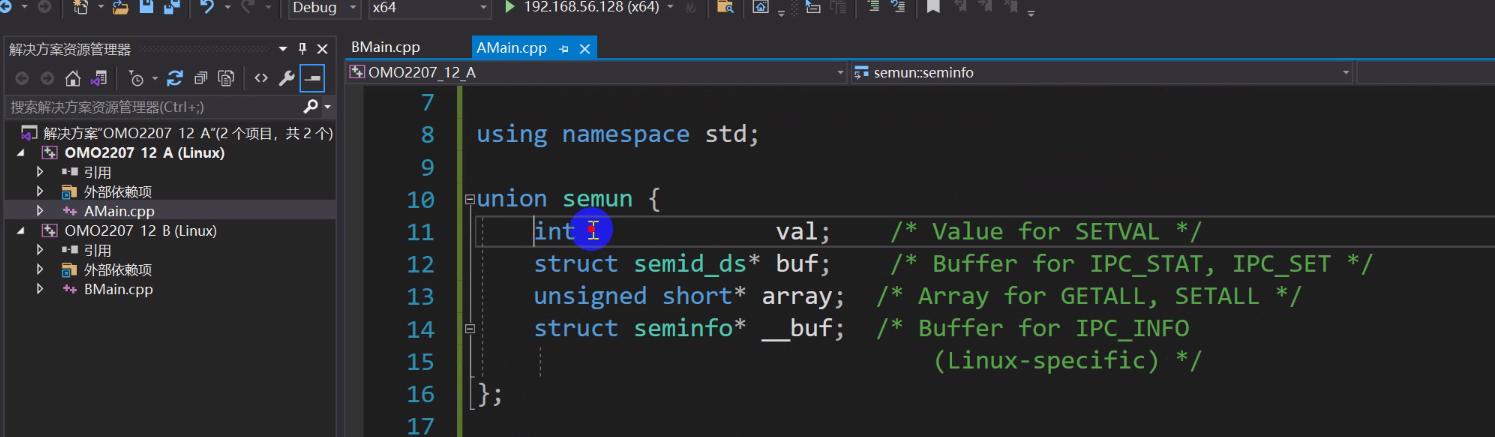 Debug
x64
192.168.56.128 (x64)
解决方案资源管理器
BMain.cpp
AMain.cpp
OMO2207_12_A
semun::seminfo
搜索解决方案资源管理器(Ctrl+;)
解决方案"OMO2207_12_A"(2 个项目，共 2 个)
OMO2207_12_A (Linux)
引用
外部依赖项
AMain.cpp
OMO2207_12_B (Linux)
引用
外部依赖项
BMain.cpp
7
8 using namespace std;
9
10 union semun {
11 int val; /* Value for SETVAL */
12 struct semid_ds* buf; /* Buffer for IPC_STAT, IPC_SET */
13 unsigned short* array; /* Array for GETALL, SETALL */
14 struct seminfo* __buf; /* Buffer for IPC_INFO
15 (Linux-specific) */
16 };
17